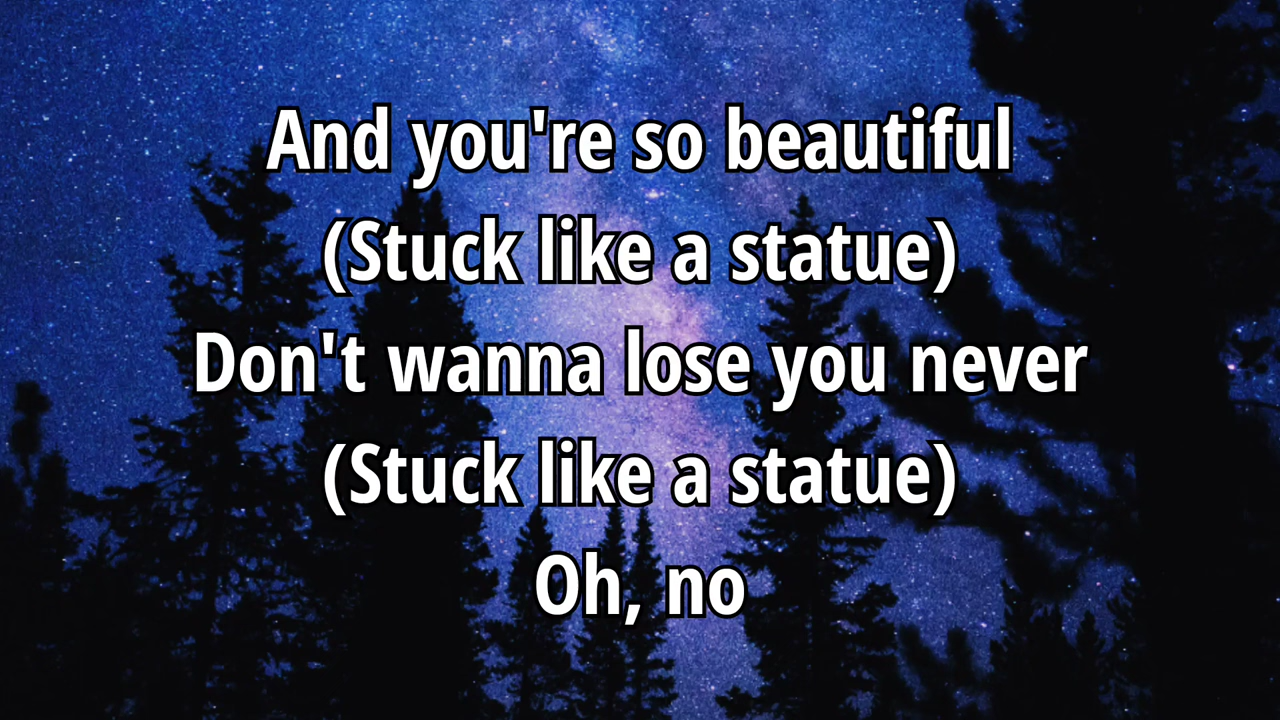 And you're so beautiful
(Stuck like a statue)
Don't wanna lose you never
(Stuck like a statue)
Oh, no